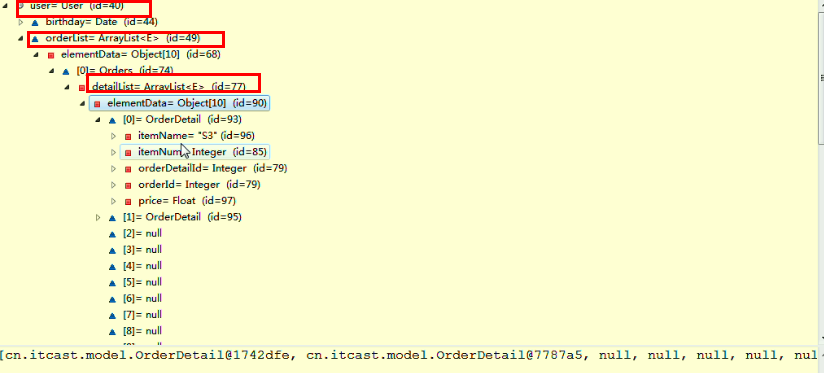 user= User (id=40)
birthday= Date (id=44)
orderList= ArrayList<E> (id=49)
elementData= Object[10] (id=68)
[0]= Orders (id=74)
detailList= ArrayList<E> (id=77)
elementData= Object[10] (id=90)
[0]= OrderDetail (id=93)
itemName= "S3" (id=96)
itemNum= Integer (id=85)
orderDetailId= Integer (id=79)
orderId= Integer (id=79)
price= Float (id=97)
[1]= OrderDetail (id=95)
[2]= null
[3]= null
[4]= null
[5]= null
[6]= null
[7]= null
[8]= null
[cn.itcast.model.OrderDetail@1742dfe, cn.itcast.model.OrderDetail@7787a5, null, null, null, null, nul